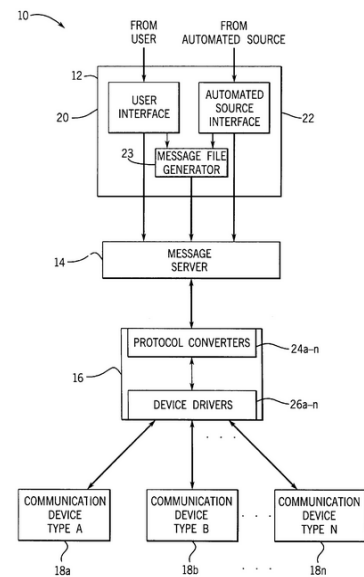 10
FROM
USER
FROM
AUTOMATED SOURCE
12
20
USER
INTERFACE
AUTOMATED
SOURCE
INTERFACE
22
23
MESSAGE FILE
GENERATOR
14
MESSAGE
SERVER
PROTOCOL CONVERTERS
24a-n
16
DEVICE DRIVERS
26a-n
. . .
COMMUNICATION
DEVICE
TYPE A
COMMUNICATION
DEVICE
TYPE B
. . .
COMMUNICATION
DEVICE
TYPE N
18a
18b
. . . .
18n